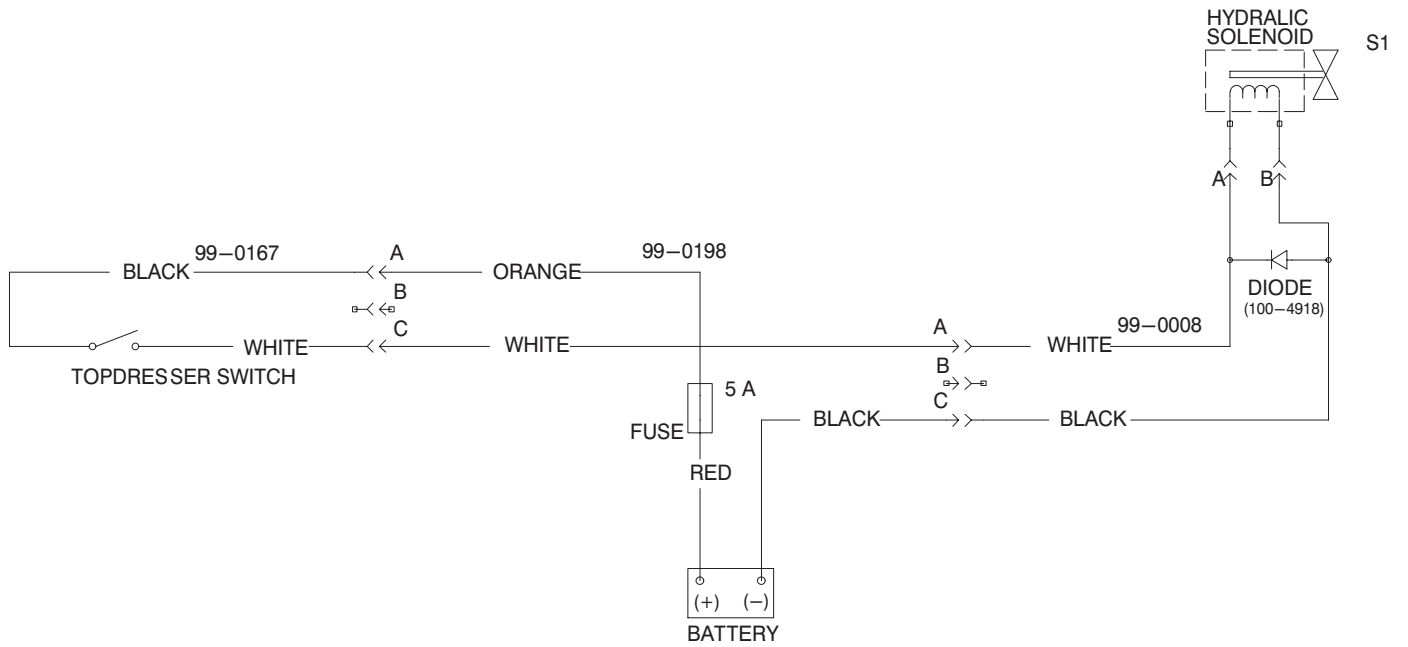 HYDRALIC
SOLENOID
S1
A B
99−0167 A 99−0198
BLACK ORANGE
B
DIODE
(100−4918)
C A 99−0008
WHITE WHITE WHITE
TOPDRESSER SWITCH
B
5 A
C
BLACK BLACK
FUSE
RED
(+) (−)
BATTERY